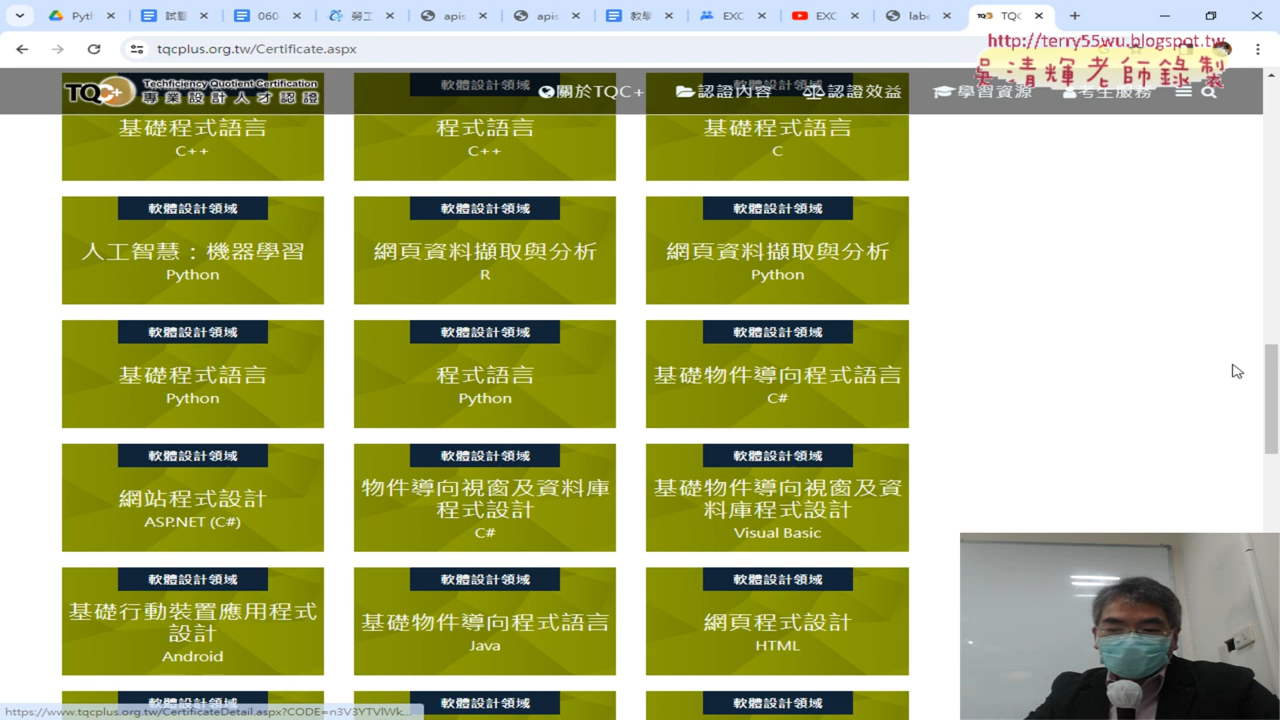 Pyth
試題
060
勞工
apis
apis
教學
EXC
EXC
labe
TQC
tqcplus.org.tw/Certificate.aspx
http://terry55wu.blogspot.tw
吳清輝老師錄製
TQC+ Techficiency Quotient Certification
專業設計人才認證
關於TQC+
認證內容
認證效益
學習資源
考生服務
軟體設計領域
基礎程式語言
C++
程式語言
C++
軟體設計領域
基礎程式語言
C
軟體設計領域
人工智慧：機器學習
Python
軟體設計領域
網頁資料擷取與分析
R
軟體設計領域
網頁資料擷取與分析
Python
軟體設計領域
基礎程式語言
Python
軟體設計領域
程式語言
Python
軟體設計領域
基礎物件導向程式語言
C#
軟體設計領域
網站程式設計
ASP.NET (C#)
軟體設計領域
物件導向視窗及資料庫
程式設計
C#
軟體設計領域
基礎物件導向視窗及資
料庫程式設計
Visual Basic
軟體設計領域
基礎行動裝置應用程式
設計
Android
軟體設計領域
基礎物件導向程式語言
Java
軟體設計領域
網頁程式設計
HTML
軟體設計領域
軟體設計領域
軟體設計領域
https://www.tqcplus.org.tw/CertificateDetail.aspx?CODE=n3V3YTVlWk...